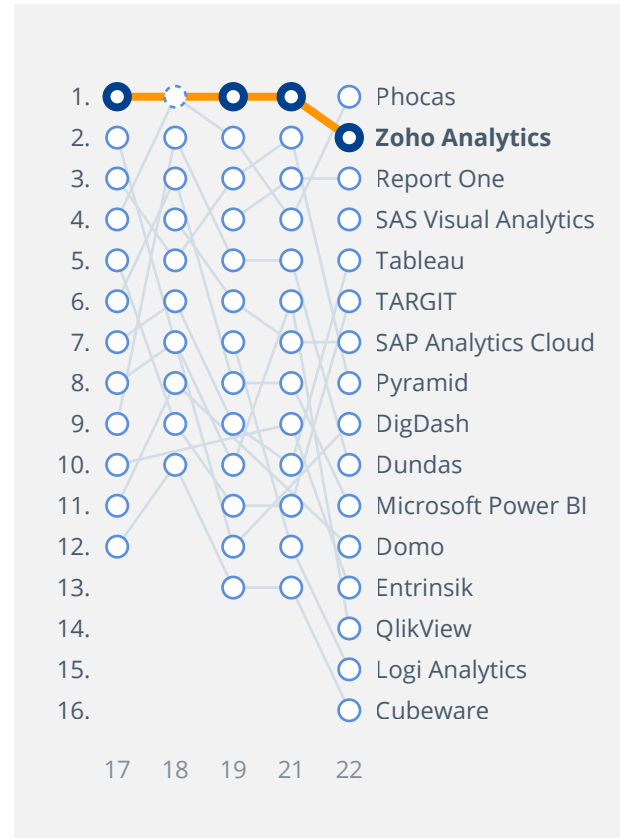 1. Phocas
2. Zoho Analytics
3. Report One
4. SAS Visual Analytics
5. Tableau
6. TARGIT
7. SAP Analytics Cloud
8. Pyramid
9. DigDash
10. Dundas
11. Microsoft Power BI
12. Domo
13. Entrinsik
14. QlikView
15. Logi Analytics
16. Cubeware
17 18 19 21 22